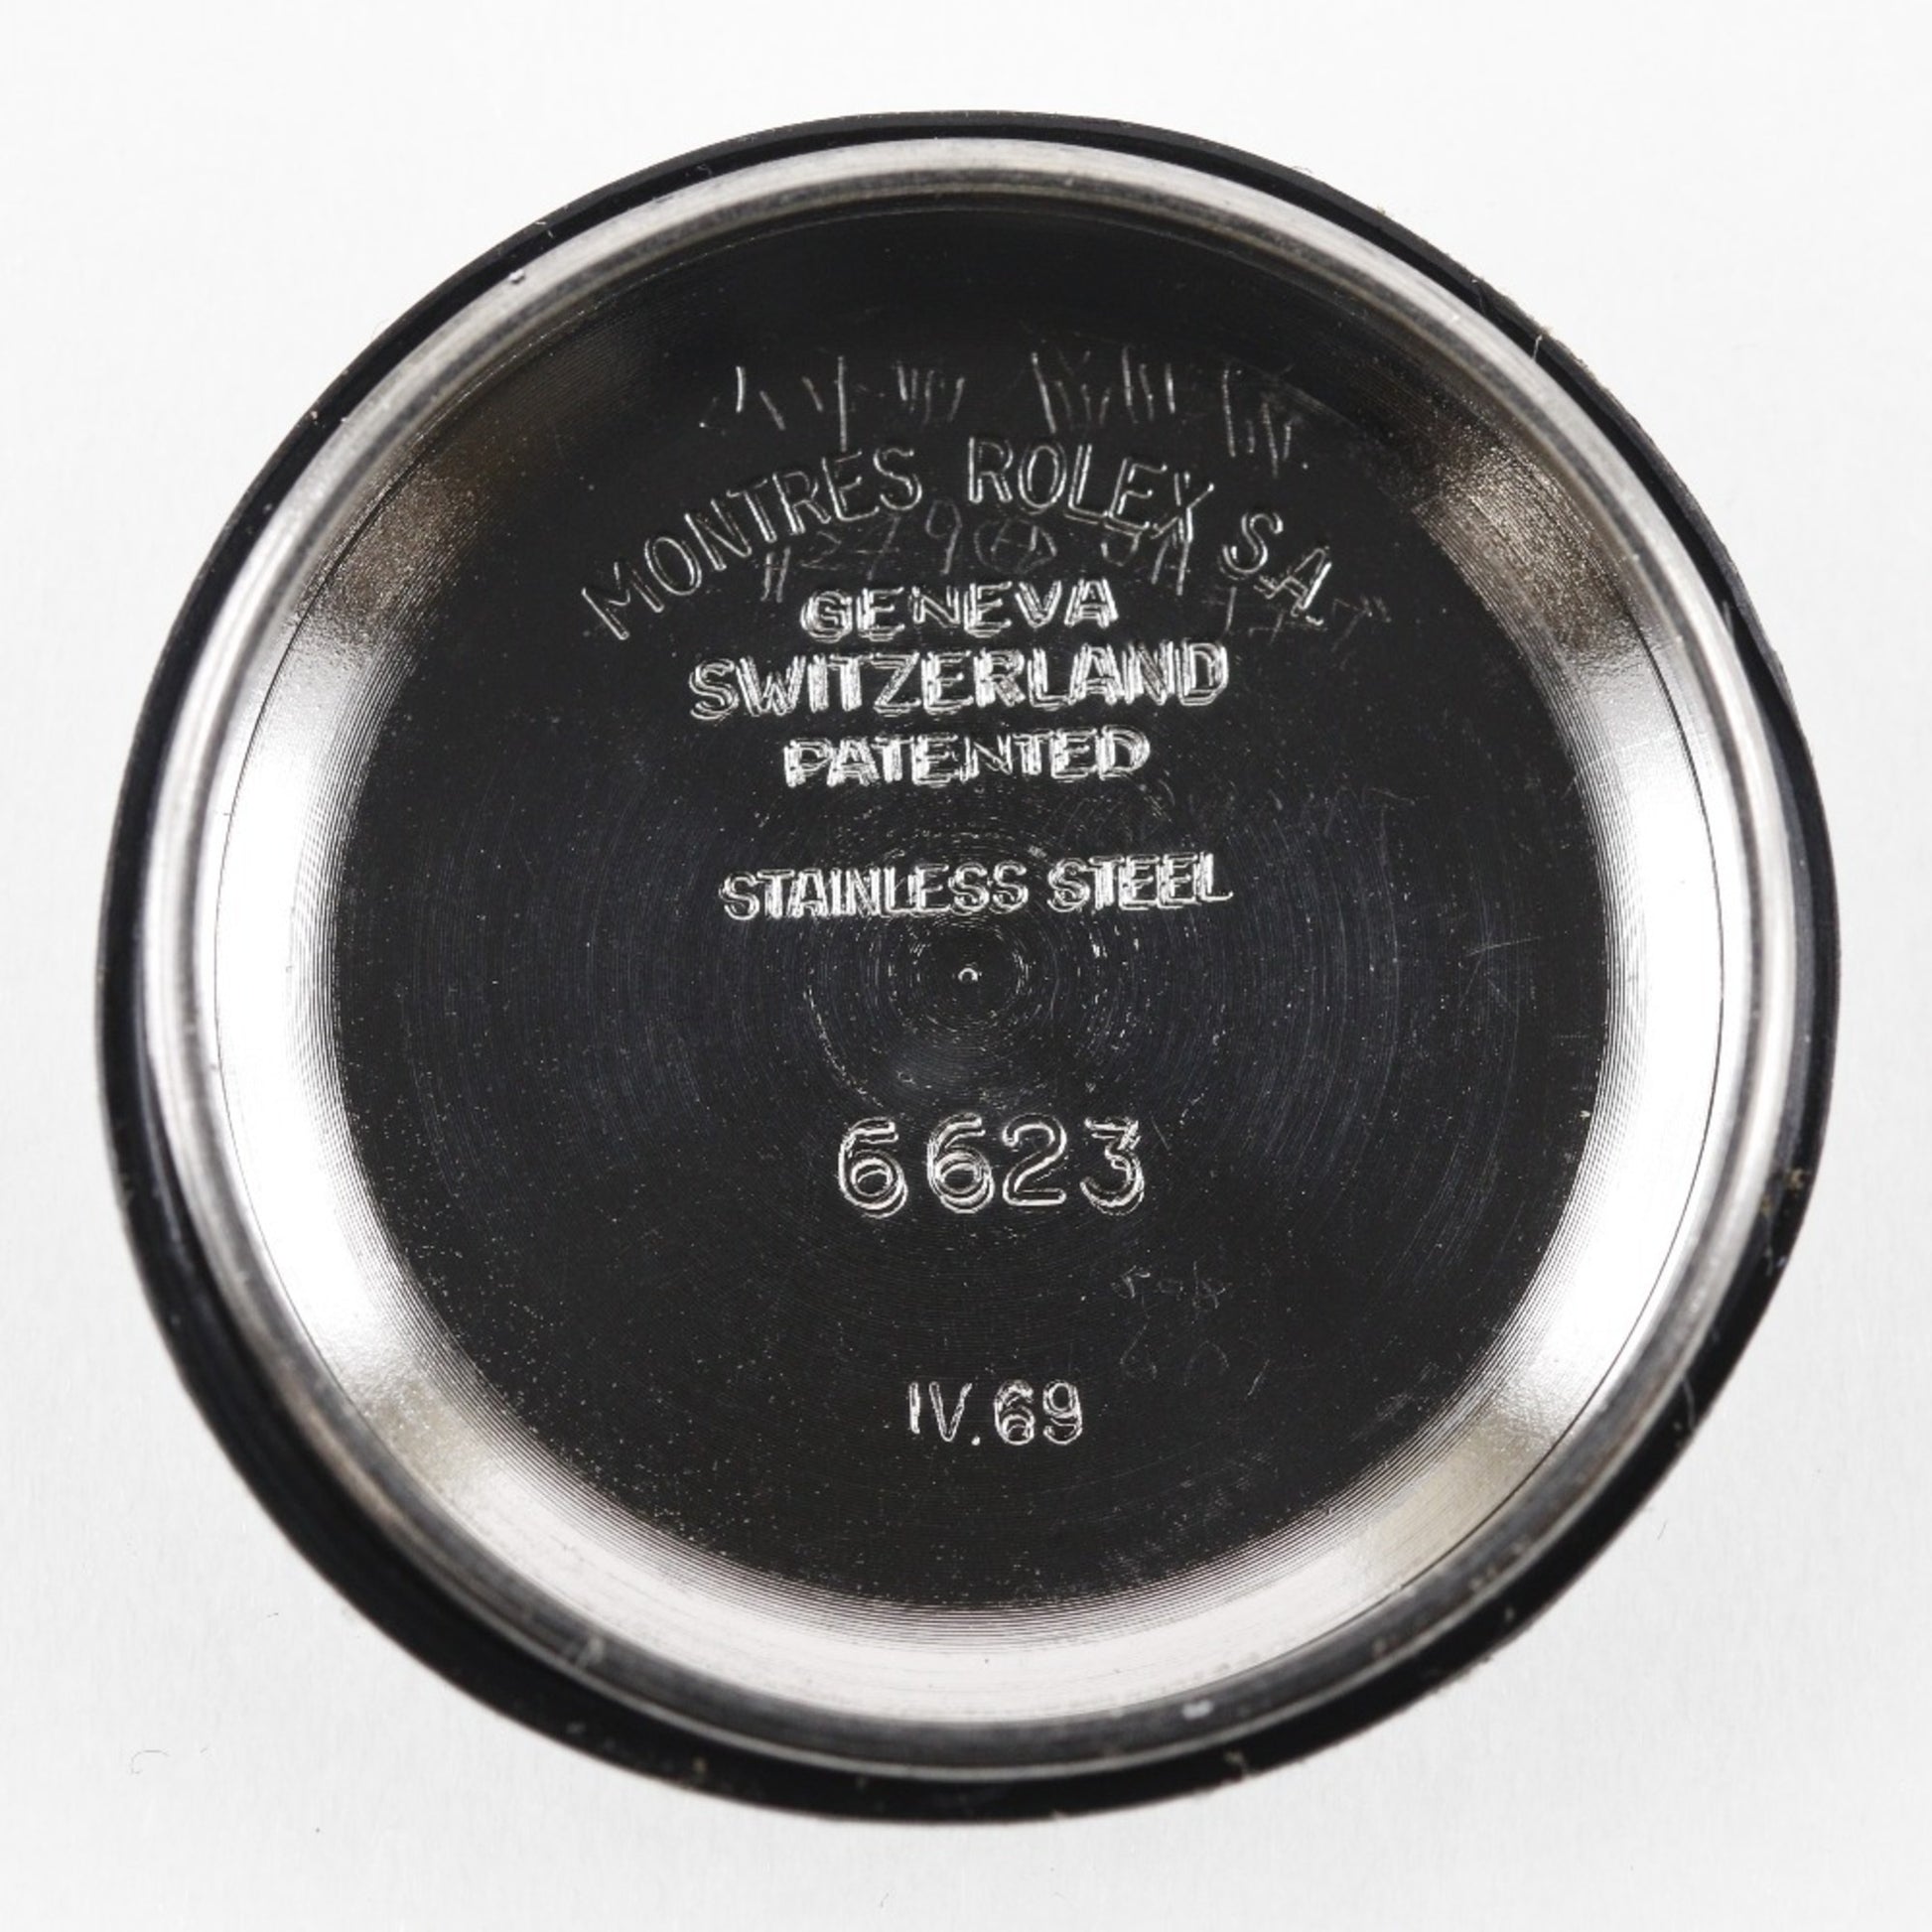 MONTRES ROLEX S.A.
GENEVA
SWITZERLAND
PATENTED
STAINLESS STEEL
6623
IV.69